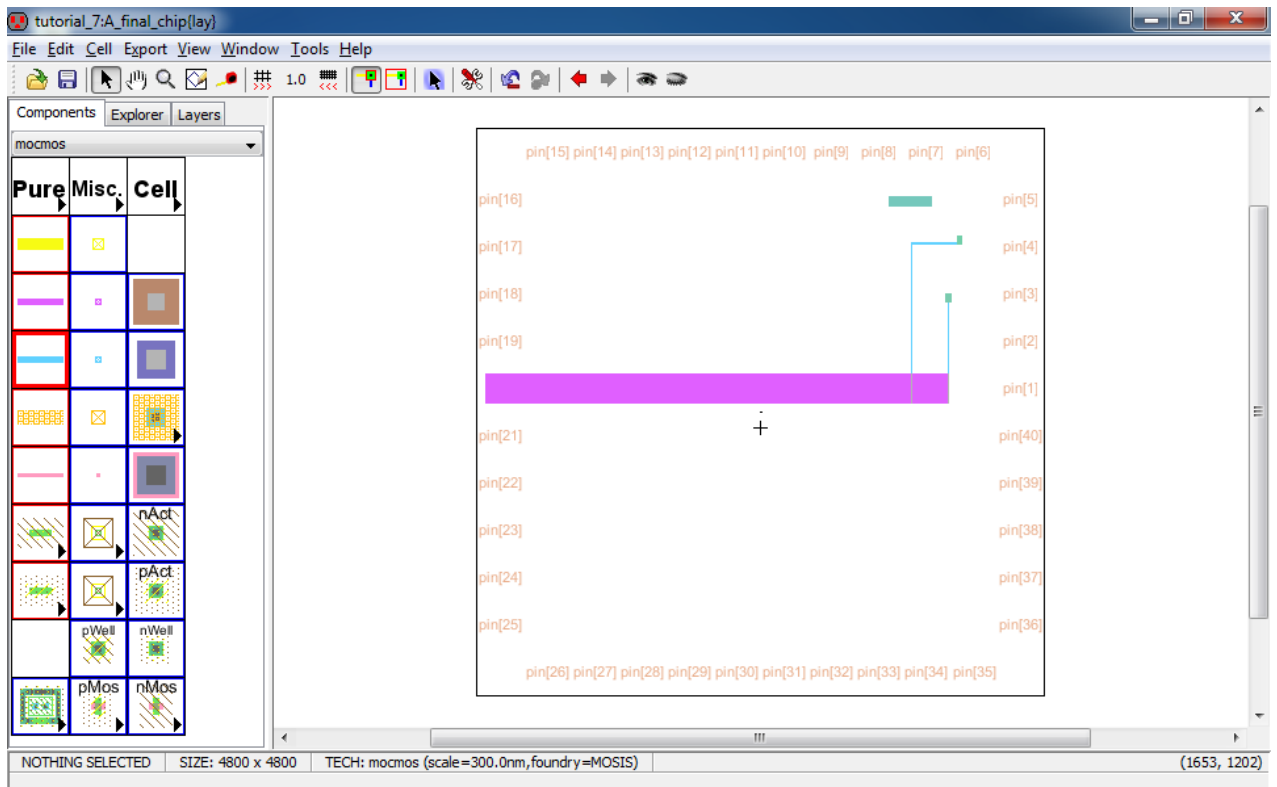 tutorial_7:A_final_chip{lay}
File Edit Cell Export View Window Tools Help
1.0
Components Explorer Layers
mocmos
Pure Misc. Cell
nAct
pAct
pWell nWell
pMos nMos
pin[15] pin[14] pin[13] pin[12] pin[11] pin[10] pin[9] pin[8] pin[7] pin[6]
pin[16] pin[5]
pin[17] pin[4]
pin[18] pin[3]
pin[19] pin[2]
pin[1]
pin[21] pin[40]
pin[22] pin[39]
pin[23] pin[38]
pin[24] pin[37]
pin[25] pin[36]
pin[26] pin[27] pin[28] pin[29] pin[30] pin[31] pin[32] pin[33] pin[34] pin[35]
NOTHING SELECTED SIZE: 4800 x 4800 TECH: mocmos (scale=300.0nm,foundry=MOSIS) (1653, 1202)